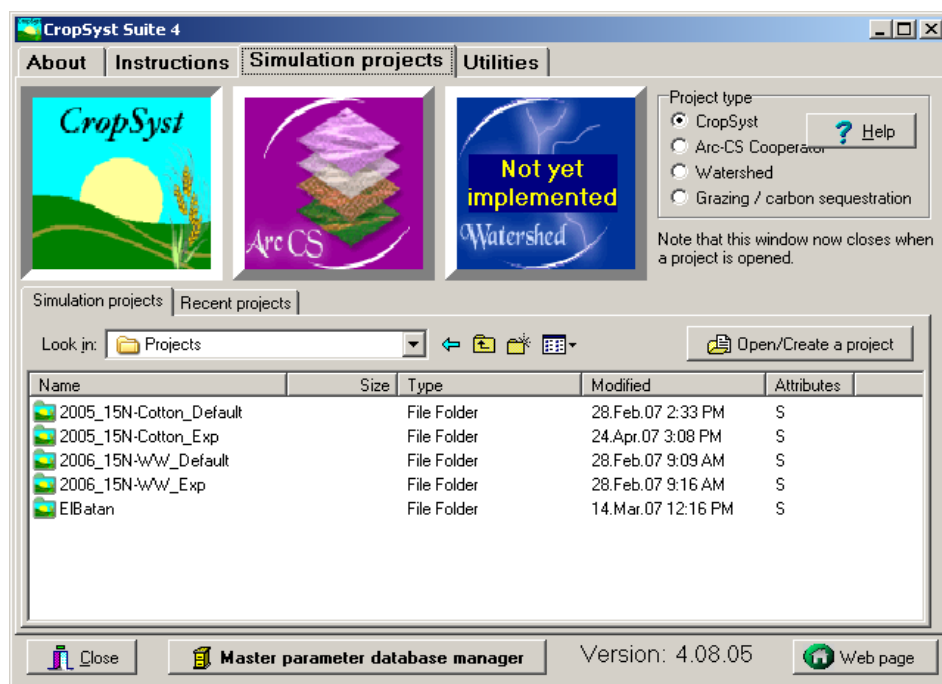 CropSyst Suite 4
About Instructions Simulation projects Utilities
CropSyst
Arc CS
Not yet
implemented
Watershed
Project type
CropSyst
Arc-CS Cooperator
Watershed
Grazing / carbon sequestration
? Help
Note that this window now closes when
a project is opened.
Simulation projects Recent projects
Look in: Projects Open/Create a project
Name Size Type Modified Attributes
2005_15N-Cotton_Default File Folder 28.Feb.07 2:33 PM S
2005_15N-Cotton_Exp File Folder 24.Apr.07 3:08 PM S
2006_15N-WW_Default File Folder 28.Feb.07 9:09 AM S
2006_15N-WW_Exp File Folder 28.Feb.07 9:16 AM S
ElBatan File Folder 14.Mar.07 12:16 PM S
Close Master parameter database manager Version: 4.08.05 Web page